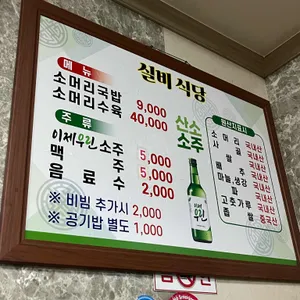 실비 식당
메 뉴
소머리국밥 9,000
소머리수육 40,000
주 류
이제우린 소주 5,000
맥 주 5,000
음 료 수 2,000
※ 비빔 추가시 2,000
※ 공기밥 별도 1,000
산소
소주
원산지표시
소 머 리 국내산
사 골 국내산
쌀 국내산
배 추 국내산
마늘,생강 국내산
파 국내산
고 춧 가 루 국내산
중국산